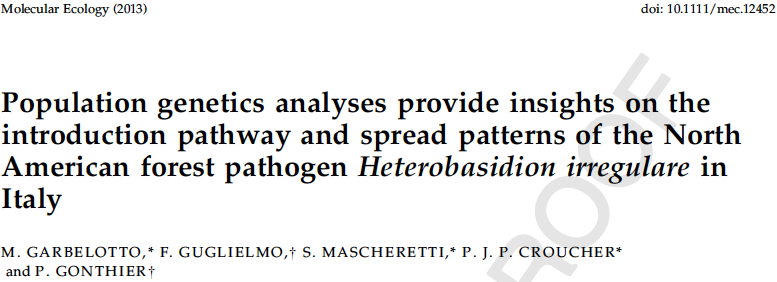 Molecular Ecology (2013) doi: 10.1111/mec.12452
Population genetics analyses provide insights on the
introduction pathway and spread patterns of the North
American forest pathogen Heterobasidion irregulare in
Italy
M. GARBELOTTO,* F. GUGLIELMO,† S. MASCHERETTI,* P. J. P. CROUCHER*
and P. GONTHIER†
ROOF